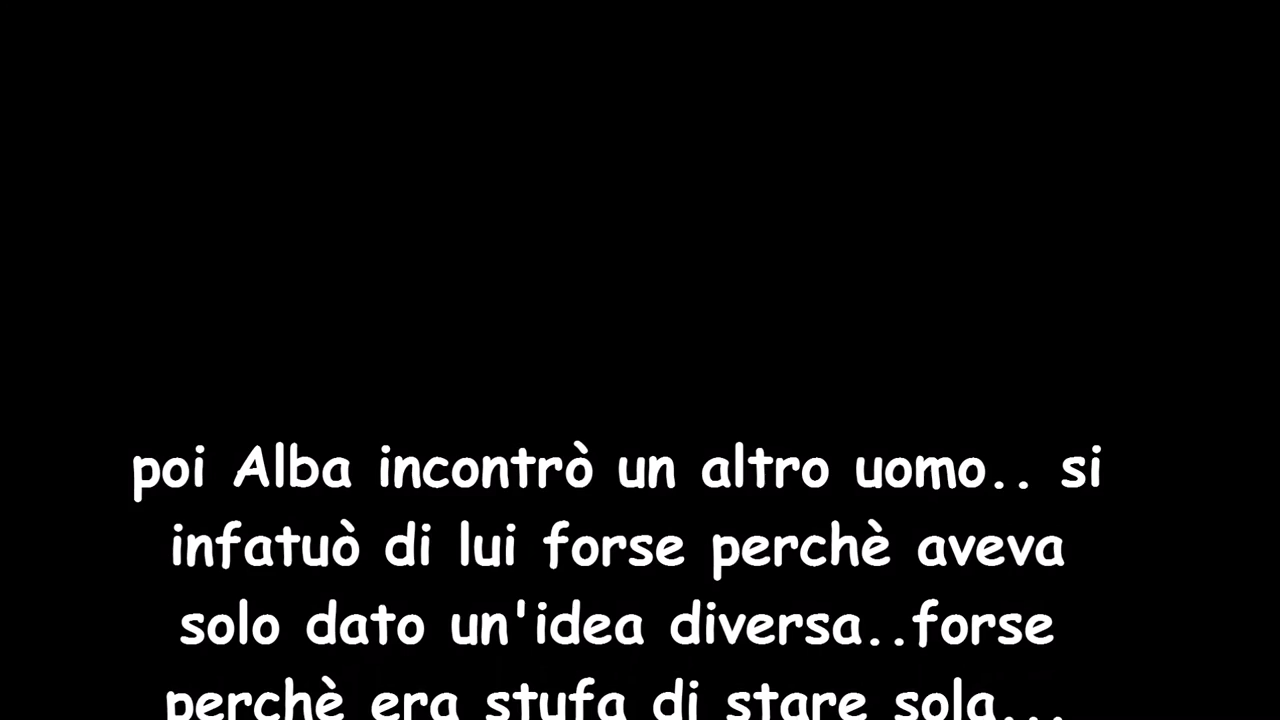 poi Alba incontrò un altro uomo.. si
infatuò di lui forse perchè aveva
solo dato un'idea diversa..forse
perchè era stufa di stare sola...